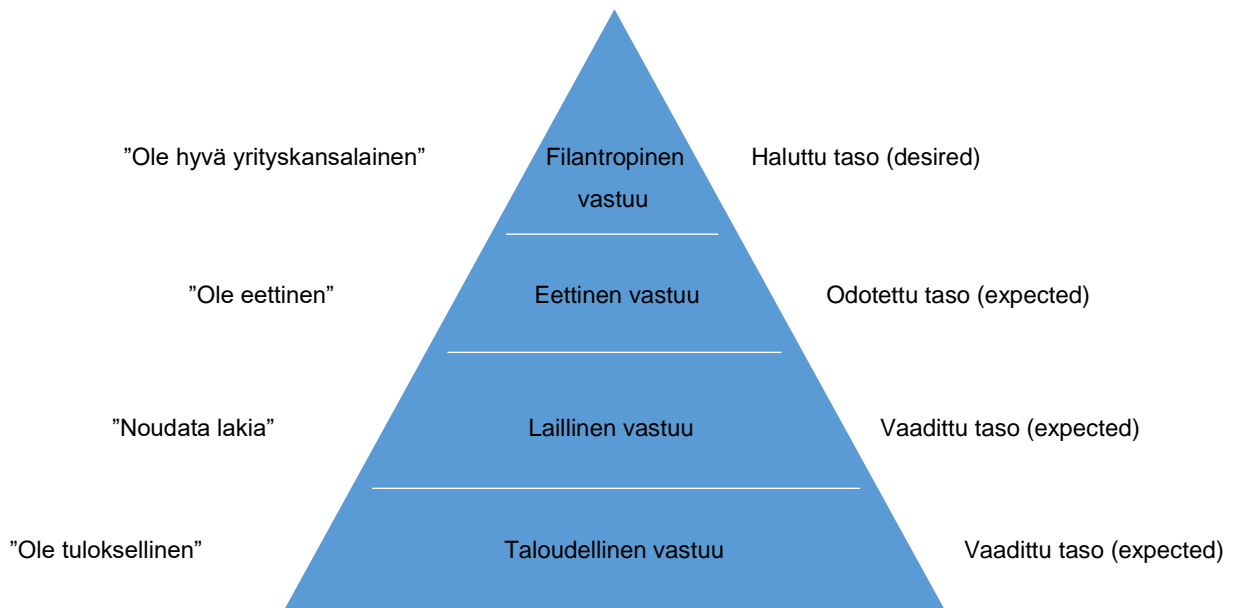 ”Ole hyvä yrityskansalainen”
Filantropinen
vastuu
Haluttu taso (desired)
”Ole eettinen”
Eettinen vastuu
Odotettu taso (expected)
”Noudata lakia”
Laillinen vastuu
Vaadittu taso (expected)
”Ole tuloksellinen”
Taloudellinen vastuu
Vaadittu taso (expected)